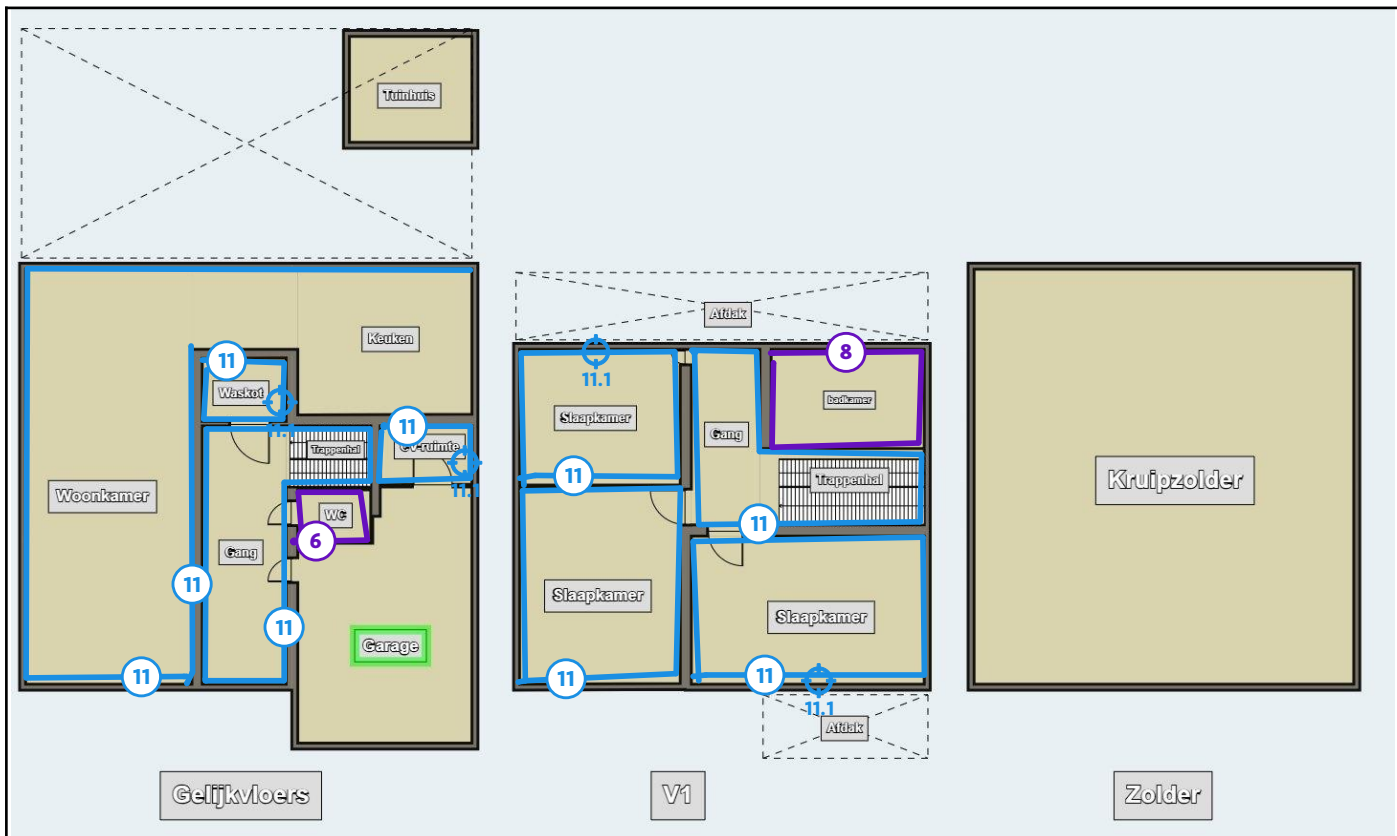 Tuinhuis
Keuken
11
Waskot
11.1
Trappenhal
11
CV-ruimte
11.1
Woonkamer
WC
6
Gang
11
11
Garage
11
Gelijkvloers
Afdak
8
11.1
badkamer
Slaapkamer
Gang
11
Trappenhal
11
Slaapkamer
Slaapkamer
11
11
11.1
Afdak
V1
Kruipzolder
Zolder